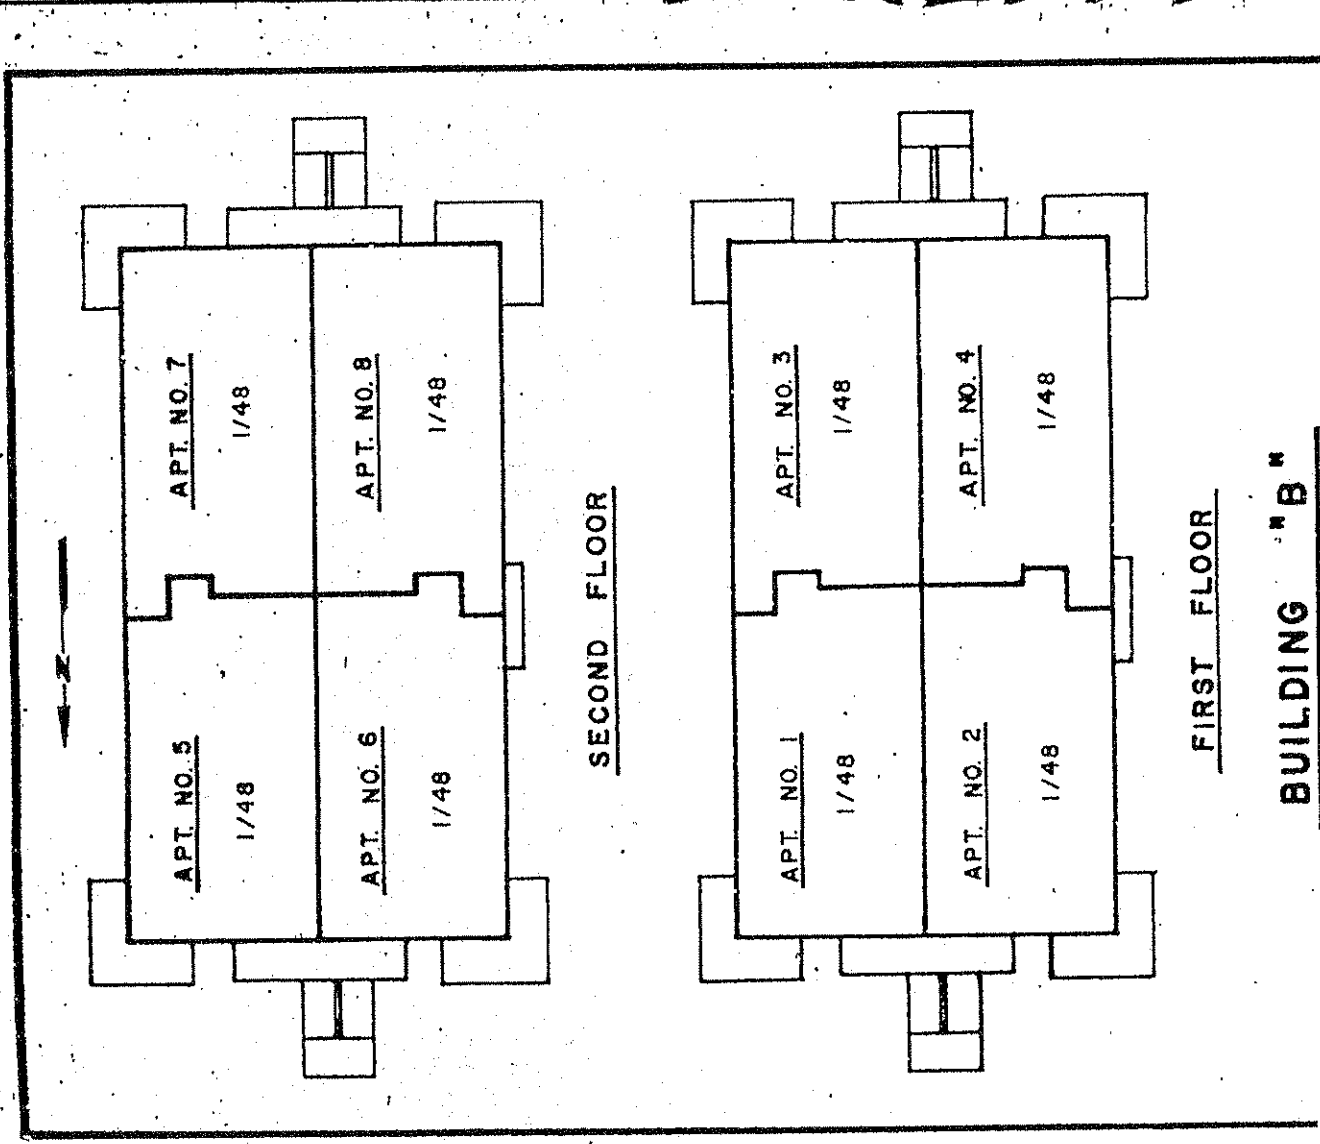 N
APT. NO. 5
1/48
APT. NO. 7
1/48
APT. NO. 6
1/48
APT. NO. 8
1/48
SECOND FLOOR
APT. NO. 1
1/48
APT. NO. 3
1/48
APT. NO. 2
1/48
APT. NO. 4
1/48
FIRST FLOOR
BUILDING "B"